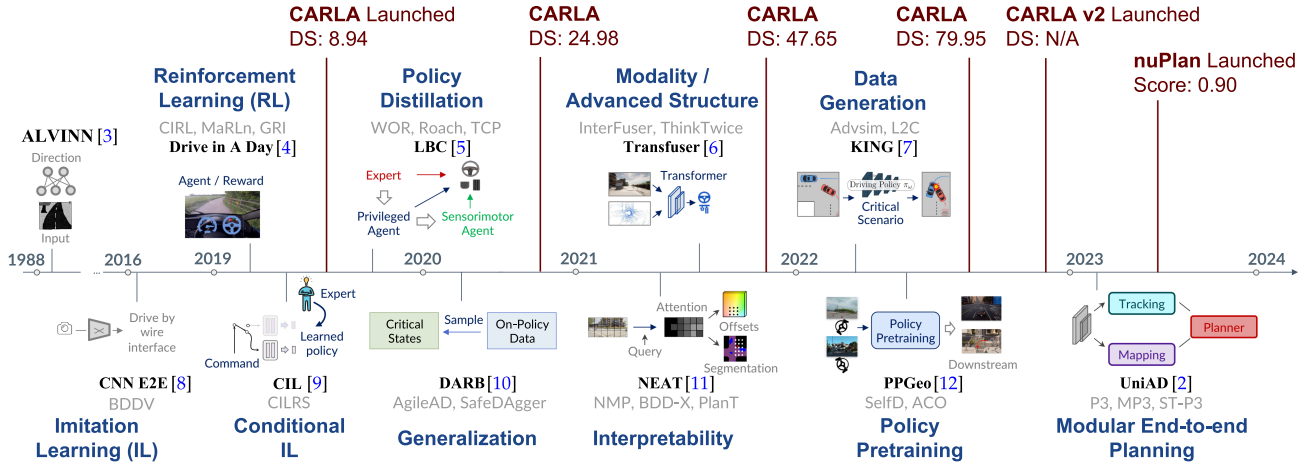 CARLA Launched
DS: 8.94
CARLA
DS: 24.98
CARLA
DS: 47.65
CARLA
DS: 79.95
CARLA v2 Launched
DS: N/A
nuPlan Launched
Score: 0.90
ALVINN [3]
Direction
Input
Reinforcement
Learning (RL)
CIRL, MaRLn, GRI
Drive in A Day [4]
Agent / Reward
Policy
Distillation
WOR, Roach, TCP
LBC [5]
Expert
Privileged
Agent
Sensorimotor
Agent
Modality /
Advanced Structure
InterFuser, ThinkTwice
Transfuser [6]
Transformer
Data
Generation
Advsim, L2C
KING [7]
Driving Policy
Critical
Scenario
1988
...
2016
2019
2020
2021
2022
2023
2024
Drive by
wire
interface
CNN E2E [8]
BDDV
Imitation
Learning (IL)
Expert
Learned
policy
Command
CIL [9]
CILRS
Conditional
IL
Critical
States
Sample
On-Policy
Data
DARB [10]
AgileAD, SafeDAgger
Generalization
Attention
Query
Offsets
Segmentation
NEAT [11]
NMP, BDD-X, PlanT
Interpretability
Policy
Pretraining
Downstream
PPGeo [12]
SelfD, ACO
Policy
Pretraining
Tracking
Mapping
Planner
UniAD [2]
P3, MP3, ST-P3
Modular End-to-end
Planning